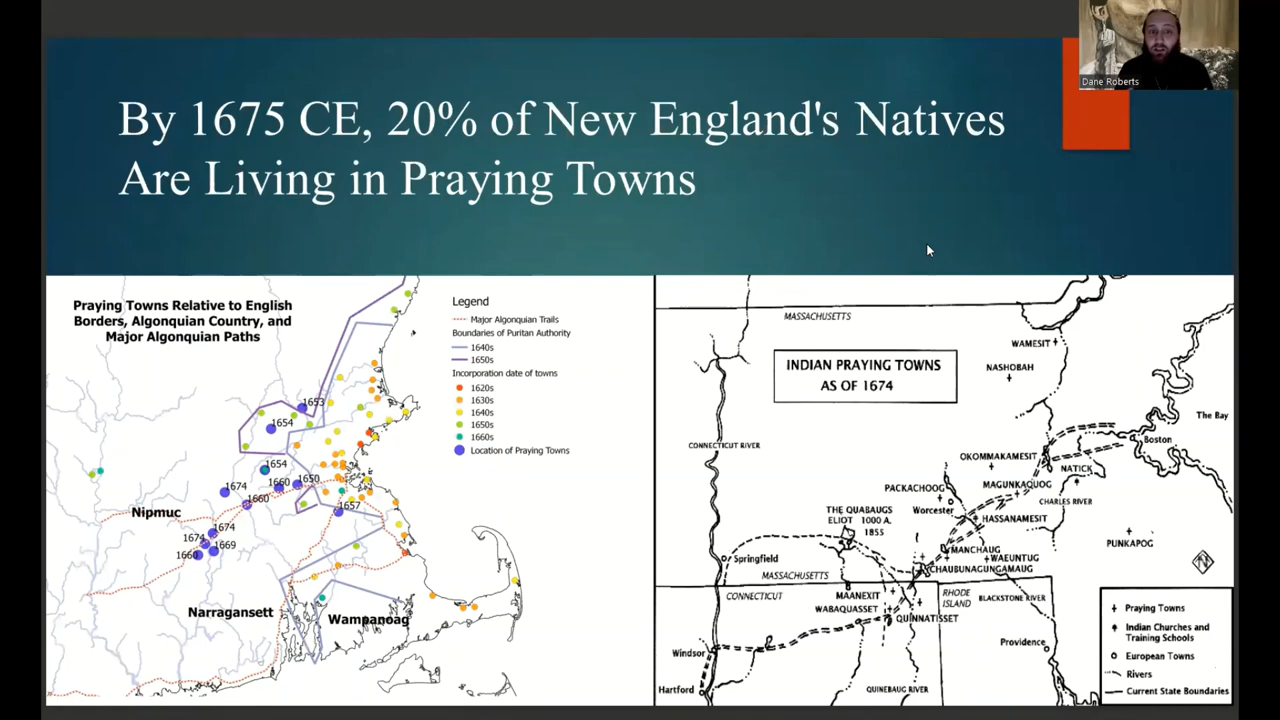 Dane Roberts
By 1675 CE, 20% of New England's Natives
Are Living in Praying Towns
Praying Towns Relative to English
Borders, Algonquian Country, and
Major Algonquian Paths
Legend
Major Algonquian Trails
Boundaries of Puritan Authority
1640s
1650s
Incorporation date of towns
1620s
1630s
1640s
1650s
1660s
Location of Praying Towns
1653
1654
1654
1660
1650
1674
1660
1657
Nipmuc
1674
1674
1669
1660
Narragansett
Wampanoag
MASSACHUSETTS
INDIAN PRAYING TOWNS
AS OF 1674
WAMESIT
NASHOBAH
The Bay
CONNECTICUT RIVER
Boston
OKOMMAKAMESIT
NATICK
MAGUNKAQUOG
PACKACHOOG
CHARLES RIVER
Worcester
THE QUABAUGS
ELIOT 1000 A.
1855
HASSANAMESIT
PUNKAPOG
N
MANCHAUG
Springfield
WAEUNTUG
CHAUBUNAGUNGAMAUG
MASSACHUSETTS
CONNECTICUT
MAANEXIT
RHODE
ISLAND
BLACKSTONE RIVER
WABAQUASSET
QUINNATISSET
Providence
Windsor
Hartford
QUINEBAUG RIVER
Praying Towns
Indian Churches and
Training Schools
European Towns
Rivers
Current State Boundaries